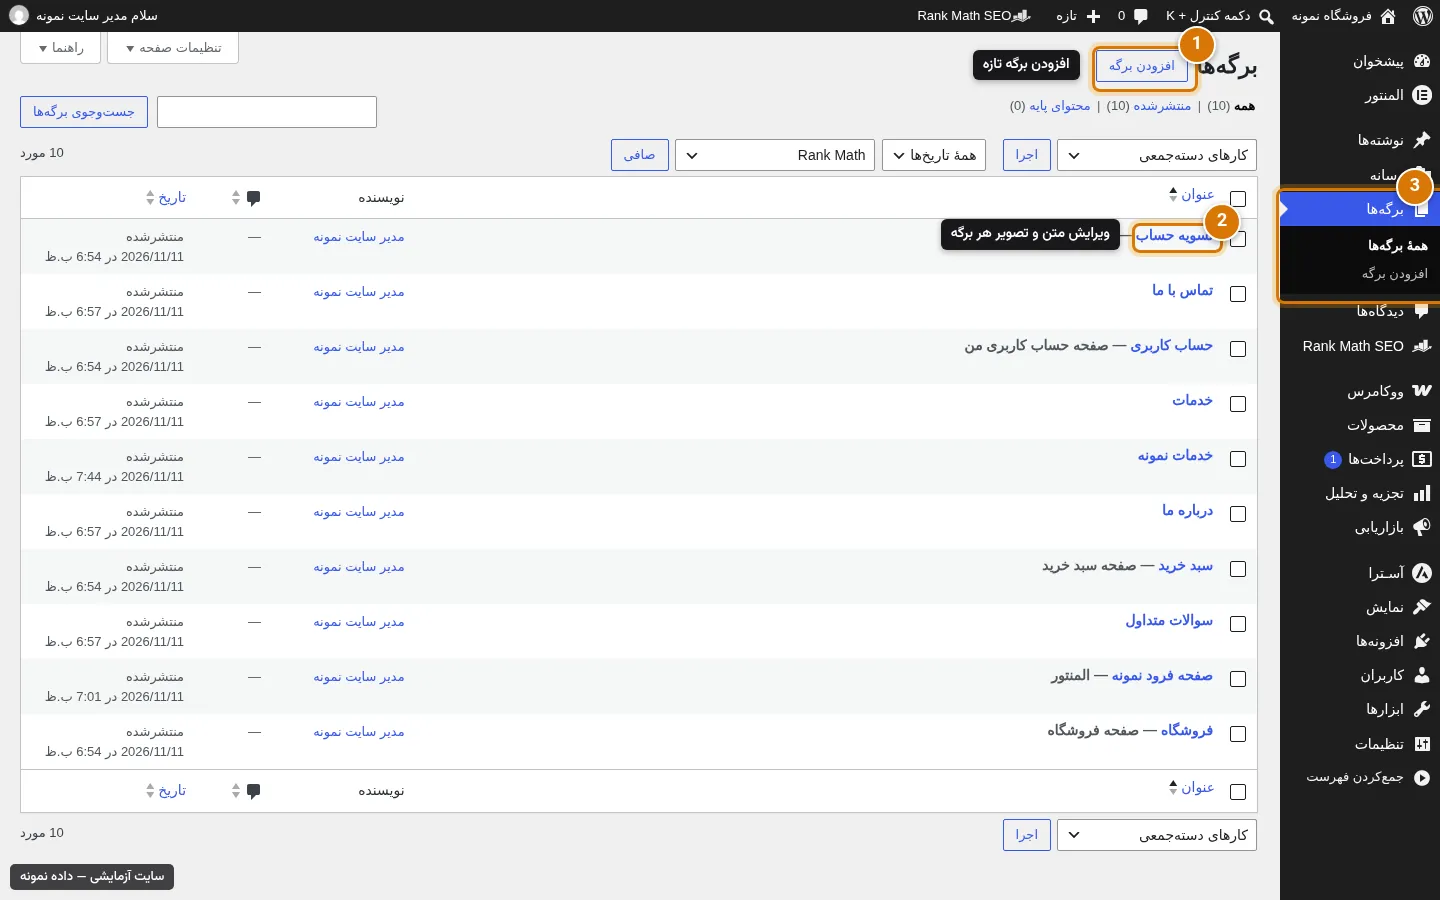 فروشگاه نمونه
دکمه کنترل + K
0
تازه
Rank Math SEO
سلام مدیر سایت نمونه
پیشخوان
المنتور
نوشته‌ها
رسانه
3
برگه‌ها
همهٔ برگه‌ها
افزودن برگه
دیدگاه‌ها
Rank Math SEO
ووکامرس
محصولات
پرداخت‌ها 1
تجزیه و تحلیل
بازاریابی
آسـترا
نمایش
افزونه‌ها
کاربران
ابزارها
تنظیمات
جمع‌کردن فهرست
تنظیمات صفحه
راهنما
برگه‌ها
افزودن برگه
1
افزودن برگه تازه
همه (10) | منتشرشده (10) | محتوای پایه (0)
جست‌وجوی برگه‌ها
کارهای دسته‌جمعی
اجرا
همهٔ تاریخ‌ها
Rank Math
صافی
10 مورد
عنوان
نویسنده
تاریخ
2
تسویه حساب —
ویرایش متن و تصویر هر برگه
مدیر سایت نمونه
—
منتشرشده
2026/11/11 در 6:54 ب.ظ
تماس با ما
مدیر سایت نمونه
—
منتشرشده
2026/11/11 در 6:57 ب.ظ
حساب کاربری — صفحه حساب کاربری من
مدیر سایت نمونه
—
منتشرشده
2026/11/11 در 6:54 ب.ظ
خدمات
مدیر سایت نمونه
—
منتشرشده
2026/11/11 در 6:57 ب.ظ
خدمات نمونه
مدیر سایت نمونه
—
منتشرشده
2026/11/11 در 7:44 ب.ظ
درباره ما
مدیر سایت نمونه
—
منتشرشده
2026/11/11 در 6:57 ب.ظ
سبد خرید — صفحه سبد خرید
مدیر سایت نمونه
—
منتشرشده
2026/11/11 در 6:54 ب.ظ
سوالات متداول
مدیر سایت نمونه
—
منتشرشده
2026/11/11 در 6:57 ب.ظ
صفحه فرود نمونه — المنتور
مدیر سایت نمونه
—
منتشرشده
2026/11/11 در 7:01 ب.ظ
فروشگاه — صفحه فروشگاه
مدیر سایت نمونه
—
منتشرشده
2026/11/11 در 6:54 ب.ظ
عنوان
نویسنده
تاریخ
کارهای دسته‌جمعی
اجرا
10 مورد
سایت آزمایشی – داده نمونه